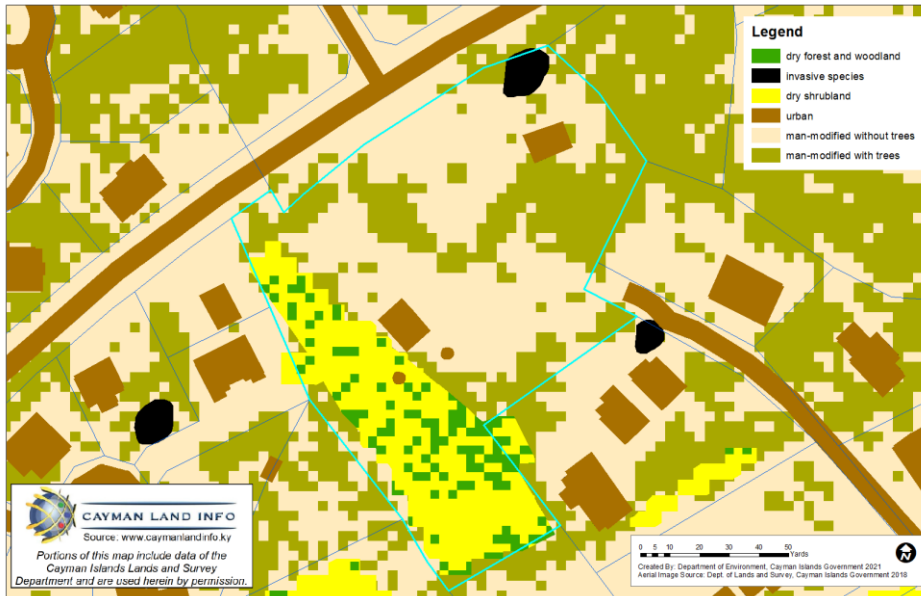 Legend
dry forest and woodland
invasive species
dry shrubland
urban
man-modified without trees
man-modified with trees
CAYMAN LAND INFO
Source: www.caymanlandinfo.ky
Portions of this map include data of the
Cayman Islands Lands and Survey
Department and are used herein by permission.
0 5 10 20 30 40 50
Yards
N
Created By: Department of Environment, Cayman Islands Government 2021
Aerial Image Source: Dept. of Lands and Survey, Cayman Islands Government 2018